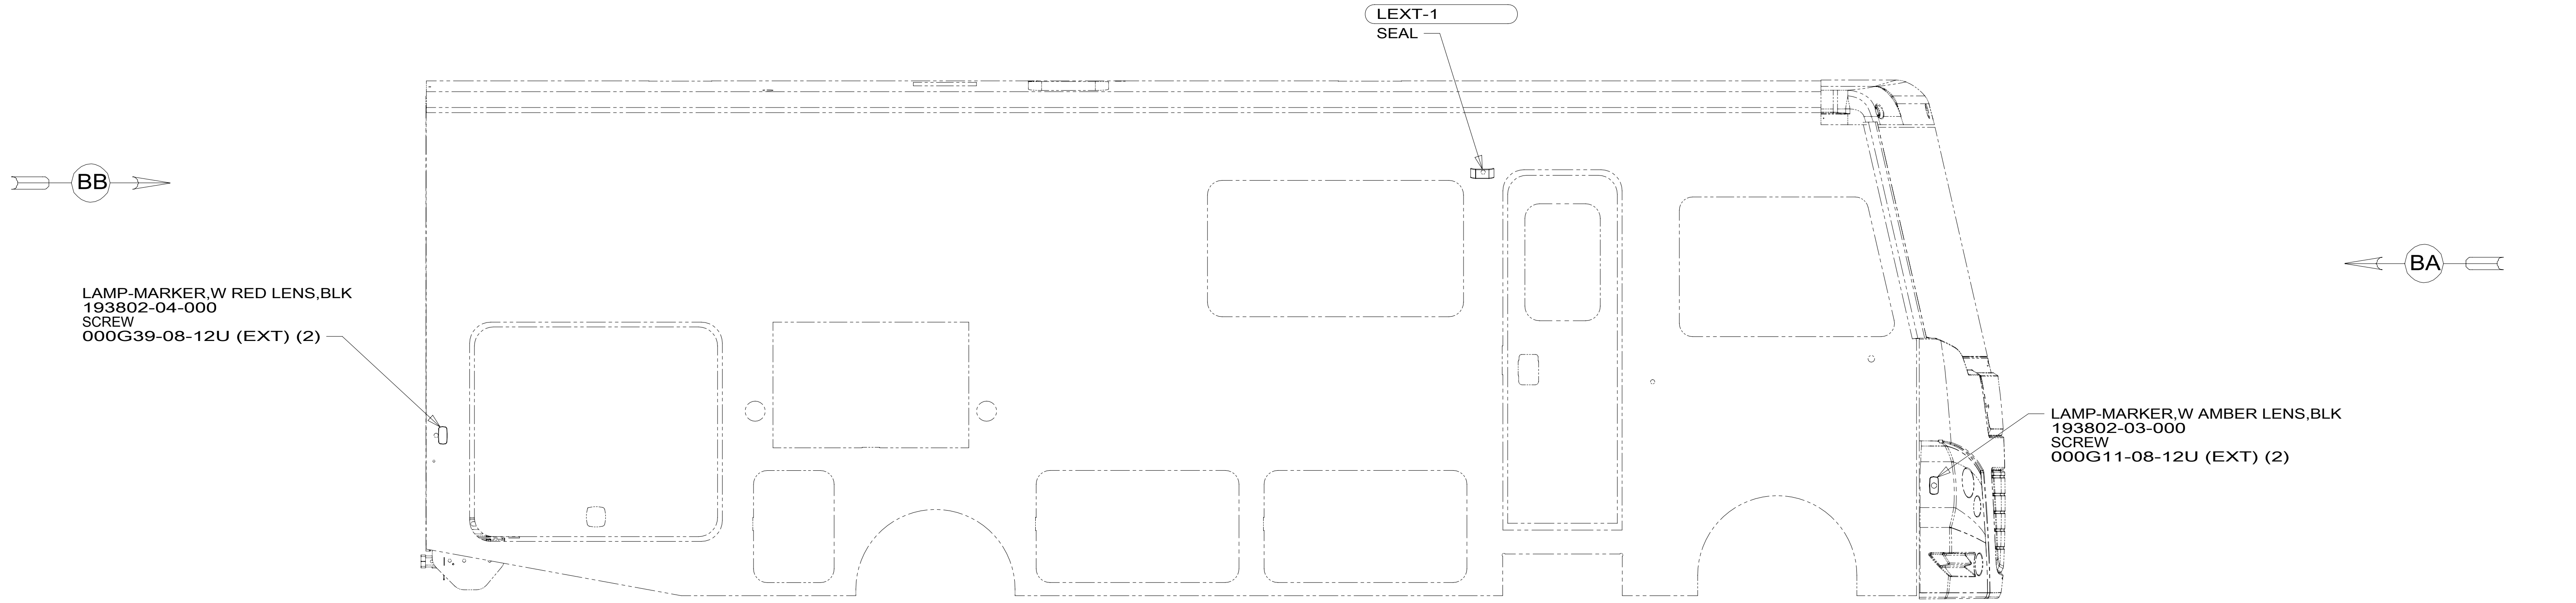 LEXT-1
SEAL
BB
BA
LAMP-MARKER,W RED LENS,BLK
193802-04-000
SCREW
000G39-08-12U (EXT) (2)
LAMP-MARKER,W AMBER LENS,BLK
193802-03-000
SCREW
000G11-08-12U (EXT) (2)